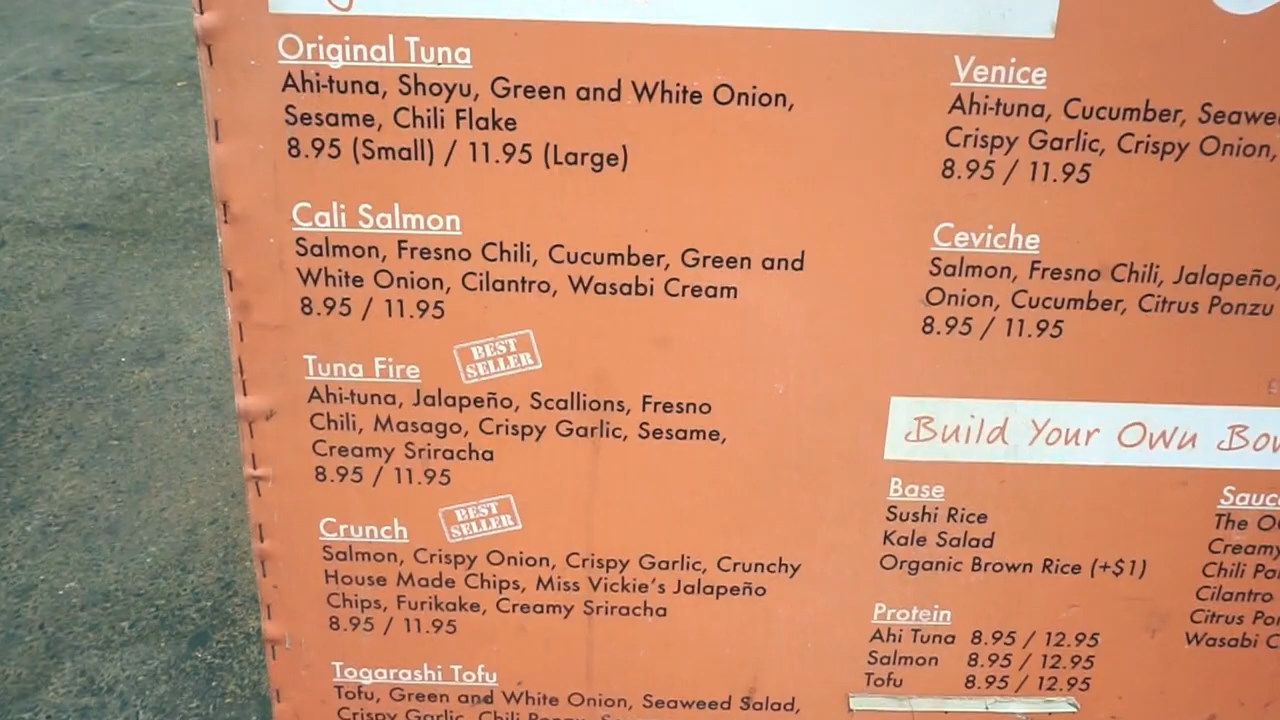 Original Tuna
Ahi-tuna, Shoyu, Green and White Onion,
Sesame, Chili Flake
8.95 (Small) / 11.95 (Large)
Cali Salmon
Salmon, Fresno Chili, Cucumber, Green and
White Onion, Cilantro, Wasabi Cream
8.95 / 11.95
Tuna Fire
BEST
SELLER
Ahi-tuna, Jalapeño, Scallions, Fresno
Chili, Masago, Crispy Garlic, Sesame,
Creamy Sriracha
8.95 / 11.95
Crunch
BEST
SELLER
Salmon, Crispy Onion, Crispy Garlic, Crunchy
House Made Chips, Miss Vickie's Jalapeño
Chips, Furikake, Creamy Sriracha
8.95 / 11.95
Togarashi Tofu
Tofu, Green and White Onion, Seaweed Salad,
Crispy Garlic, Chili
Venice
Ahi-tuna, Cucumber,
Crispy Garlic, Crispy Onion,
8.95 / 11.95
Ceviche
Salmon, Fresno Chili, Jalapeño,
Onion, Cucumber, Citrus Ponzu
8.95 / 11.95
Build Your Own
Base
Sushi Rice
Kale Salad
Organic Brown Rice (+$1)
Protein
Ahi Tuna 8.95 / 12.95
Salmon 8.95 / 12.95
Tofu 8.95 / 12.95
The
Creamy
Chili
Cilantro
Citrus
Wasabi